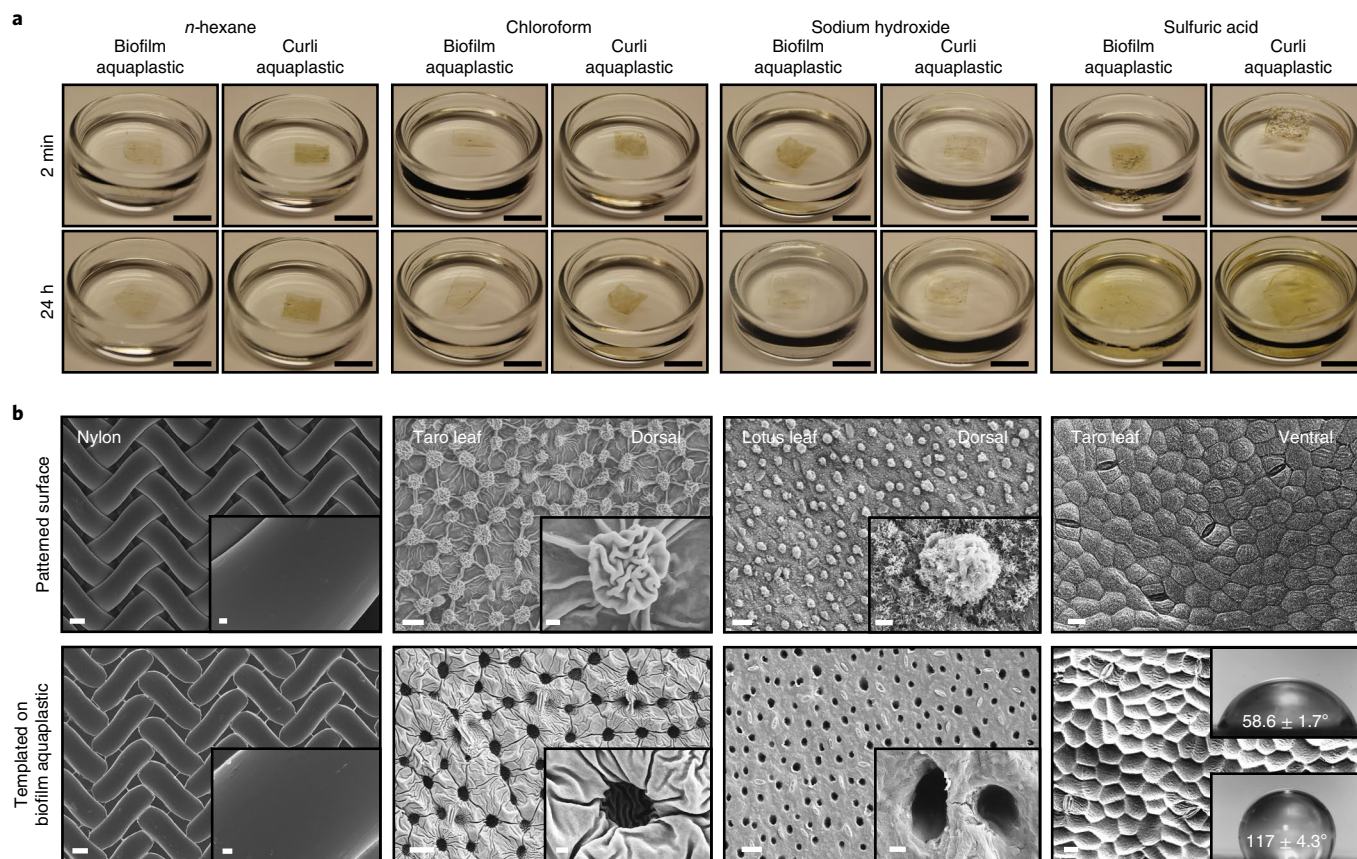 a
n-hexane Chloroform Sodium hydroxide Sulfuric acid
Biofilm aquaplastic Curli aquaplastic Biofilm aquaplastic Curli aquaplastic Biofilm aquaplastic Curli aquaplastic Biofilm aquaplastic Curli aquaplastic
2 min
24 h
b
Patterned surface
Nylon
Taro leaf Dorsal
Lotus leaf Dorsal
Taro leaf Ventral
Templated on
biofilm aquaplastic
58.6 ± 1.7°
117 ± 4.3°